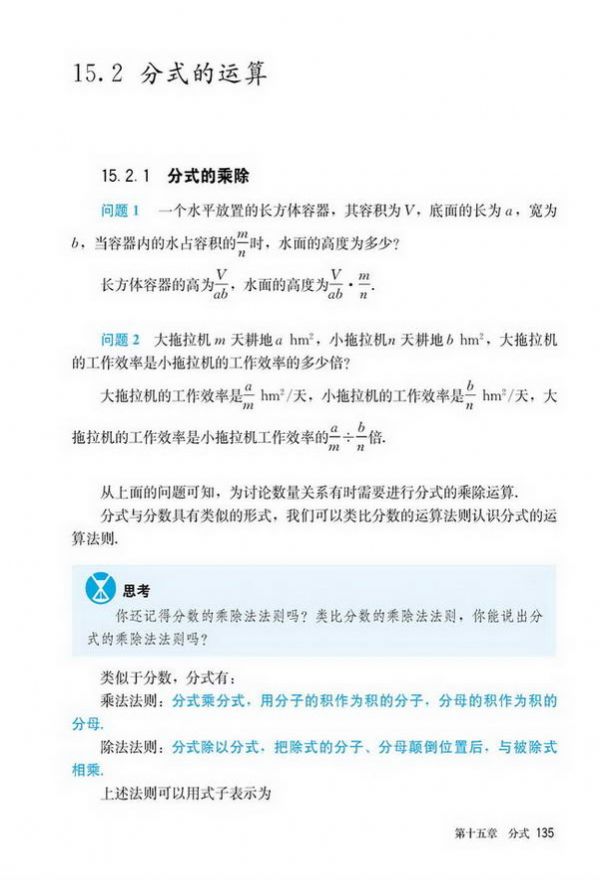 15.2 分式的运算
15.2.1 分式的乘除
问题1 一个水平放置的长方体容器，其容积为V，底面的长为a，宽为
b，当容器内的水占容积的m/n时，水面的高度为多少？
长方体容器的高为V/ab，水面的高度为V/ab·m/n.
问题2 大拖拉机m天耕地a hm²，小拖拉机n天耕地b hm²，大拖拉机
的工作效率是小拖拉机的工作效率的多少倍？
大拖拉机的工作效率是a/m hm²/天，小拖拉机的工作效率是b/n hm²/天，大
拖拉机的工作效率是小拖拉机工作效率的a/m÷b/n倍.
从上面的问题可知，为讨论数量关系有时需要进行分式的乘除运算.
分式与分数具有类似的形式，我们可以类比分数的运算法则认识分式的运
算法则.
思考
你还记得分数的乘除法法则吗？类比分数的乘除法法则，你能说出分
式的乘除法法则吗？
类似于分数，分式有：
乘法法则：分式乘分式，用分子的积作为积的分子，分母的积作为积的
分母.
除法法则：分式除以分式，把除式的分子、分母颠倒位置后，与被除式
相乘.
上述法则可以用式子表示为
第十五章 分式 135